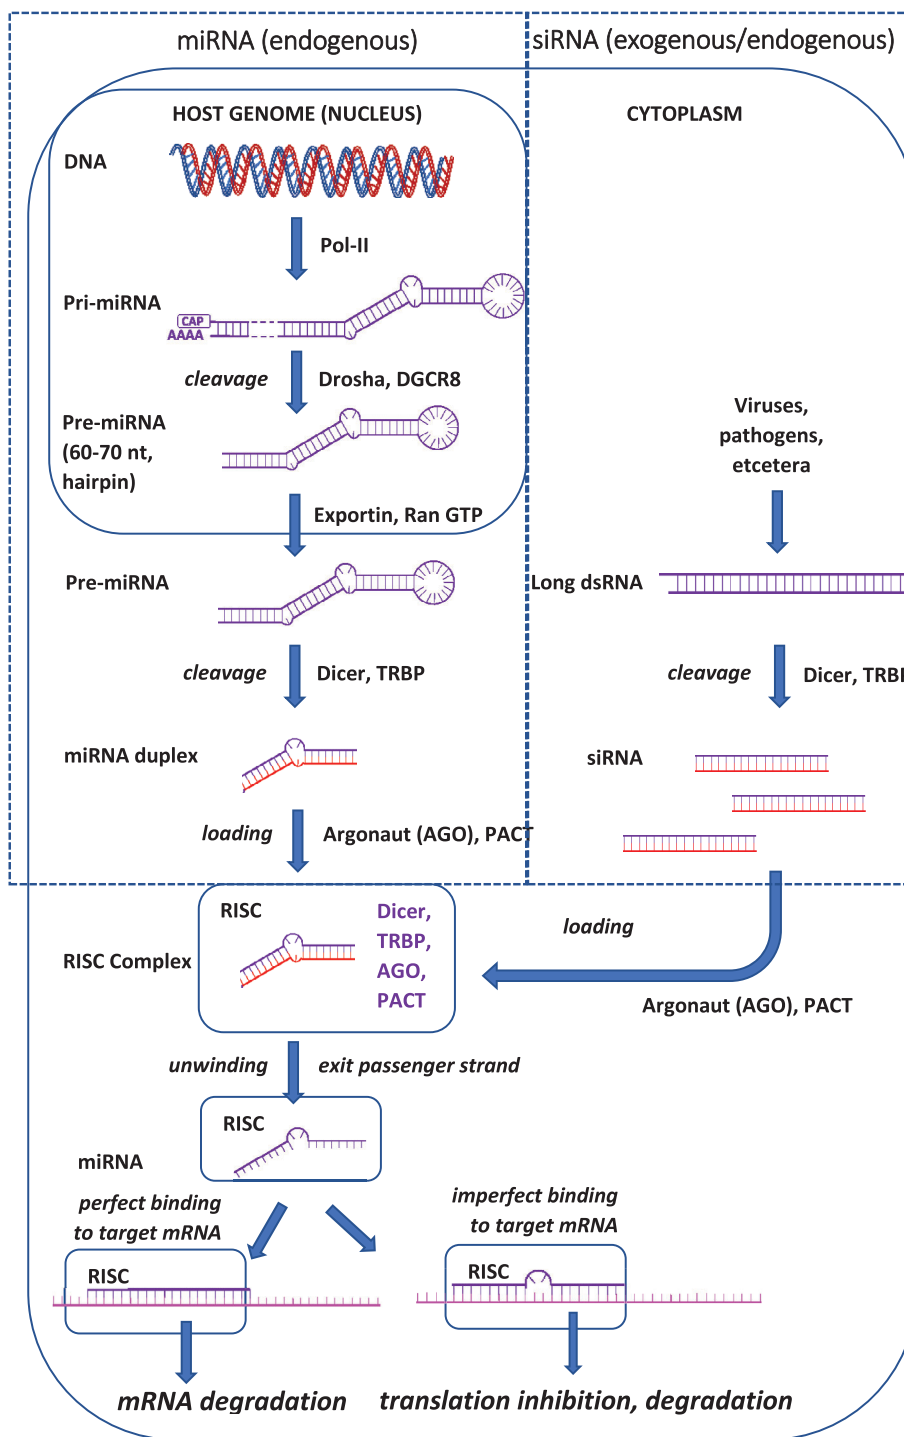 miRNA (endogenous)
siRNA (exogenous/endogenous)
HOST GENOME (NUCLEUS)
CYTOPLASM
DNA
Pol-II
Pri-miRNA
CAP
AAAA
cleavage
Drosha, DGCR8
Pre-miRNA
(60-70 nt,
hairpin)
Viruses,
pathogens,
etcetera
Exportin, Ran GTP
Pre-miRNA
Long dsRNA
cleavage
Dicer, TRBP
cleavage
Dicer, TRBP
miRNA duplex
siRNA
loading
Argonaut (AGO), PACT
RISC
Dicer,
TRBP,
AGO,
PACT
RISC Complex
loading
Argonaut (AGO), PACT
unwinding
exit passenger strand
RISC
miRNA
perfect binding
to target mRNA
imperfect binding
to target mRNA
RISC
RISC
mRNA degradation
translation inhibition, degradation